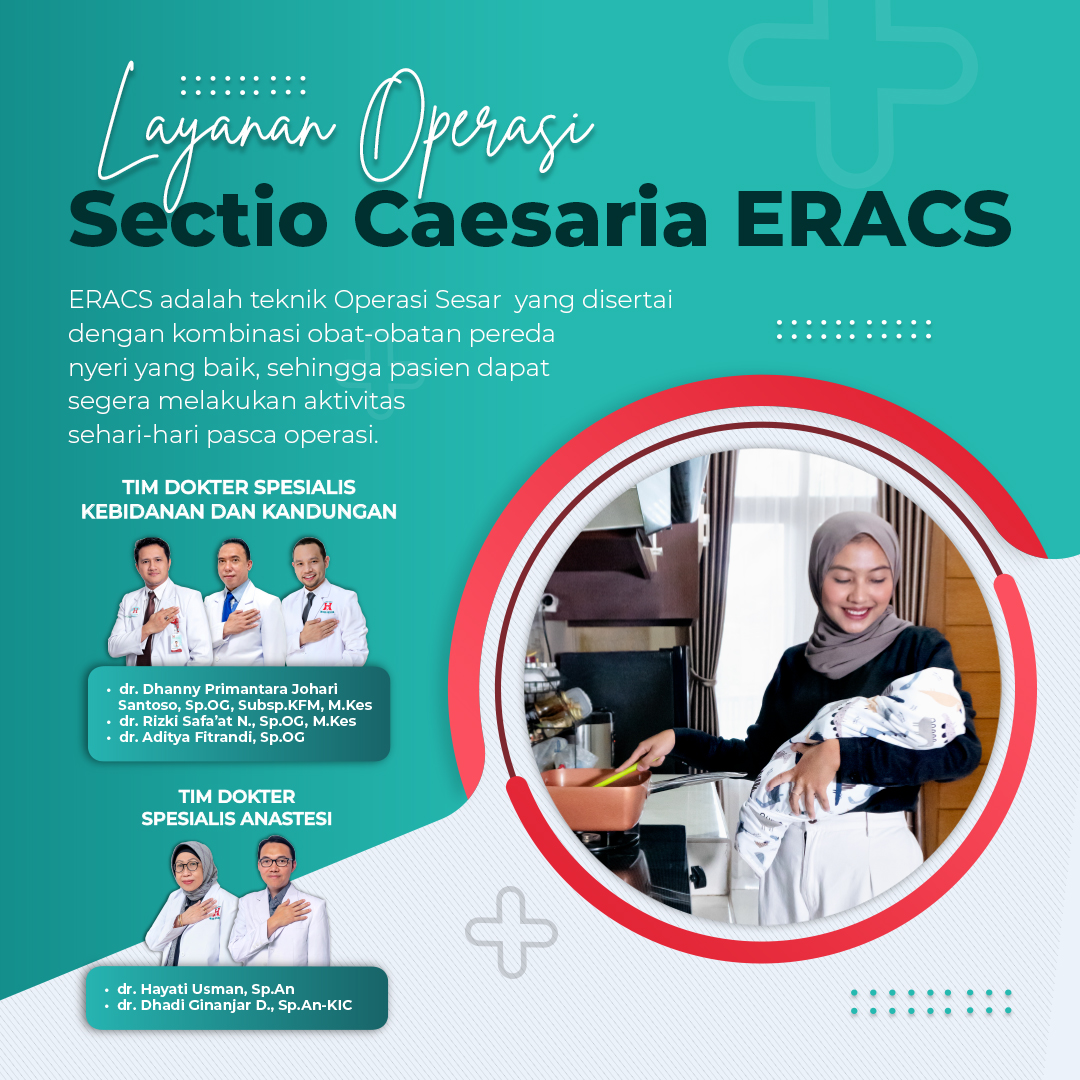 Layanan Operasi
Sectio Caesaria ERACS
ERACS adalah teknik Operasi Sesar yang disertai
dengan kombinasi obat-obatan pereda
nyeri yang baik, sehingga pasien dapat
segera melakukan aktivitas
sehari-hari pasca operasi.
TIM DOKTER SPESIALIS
KEBIDANAN DAN KANDUNGAN
• dr. Dhanny Primantara Johari
Santoso, Sp.OG, Subsp.KFM, M.Kes
• dr. Rizki Safa’at N., Sp.OG, M.Kes
• dr. Aditya Fitrandi, Sp.OG
TIM DOKTER
SPESIALIS ANASTESI
• dr. Hayati Usman, Sp.An
• dr. Dhadi Ginanjar D., Sp.An-KIC